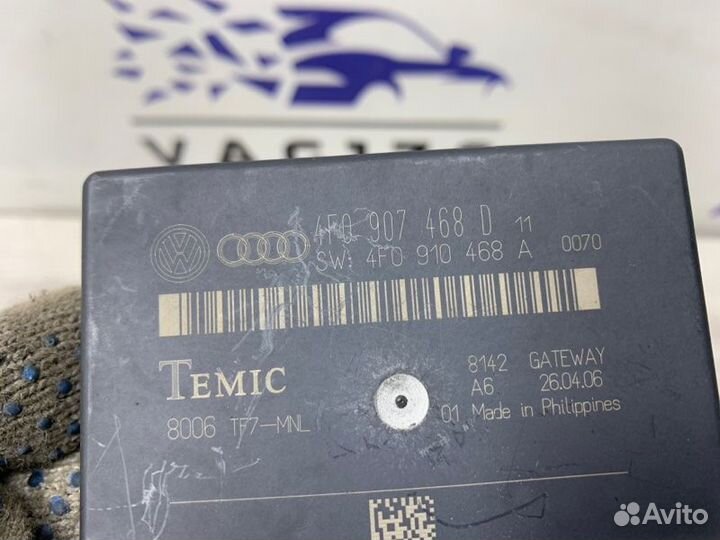 4F0 907 468 D 11
SW: 4F0 910 468 A 0070
TEMIC
8142 GATEWAY
A6 26.04.06
8006 TF7-MNL
01 Made in Philippines
Avito